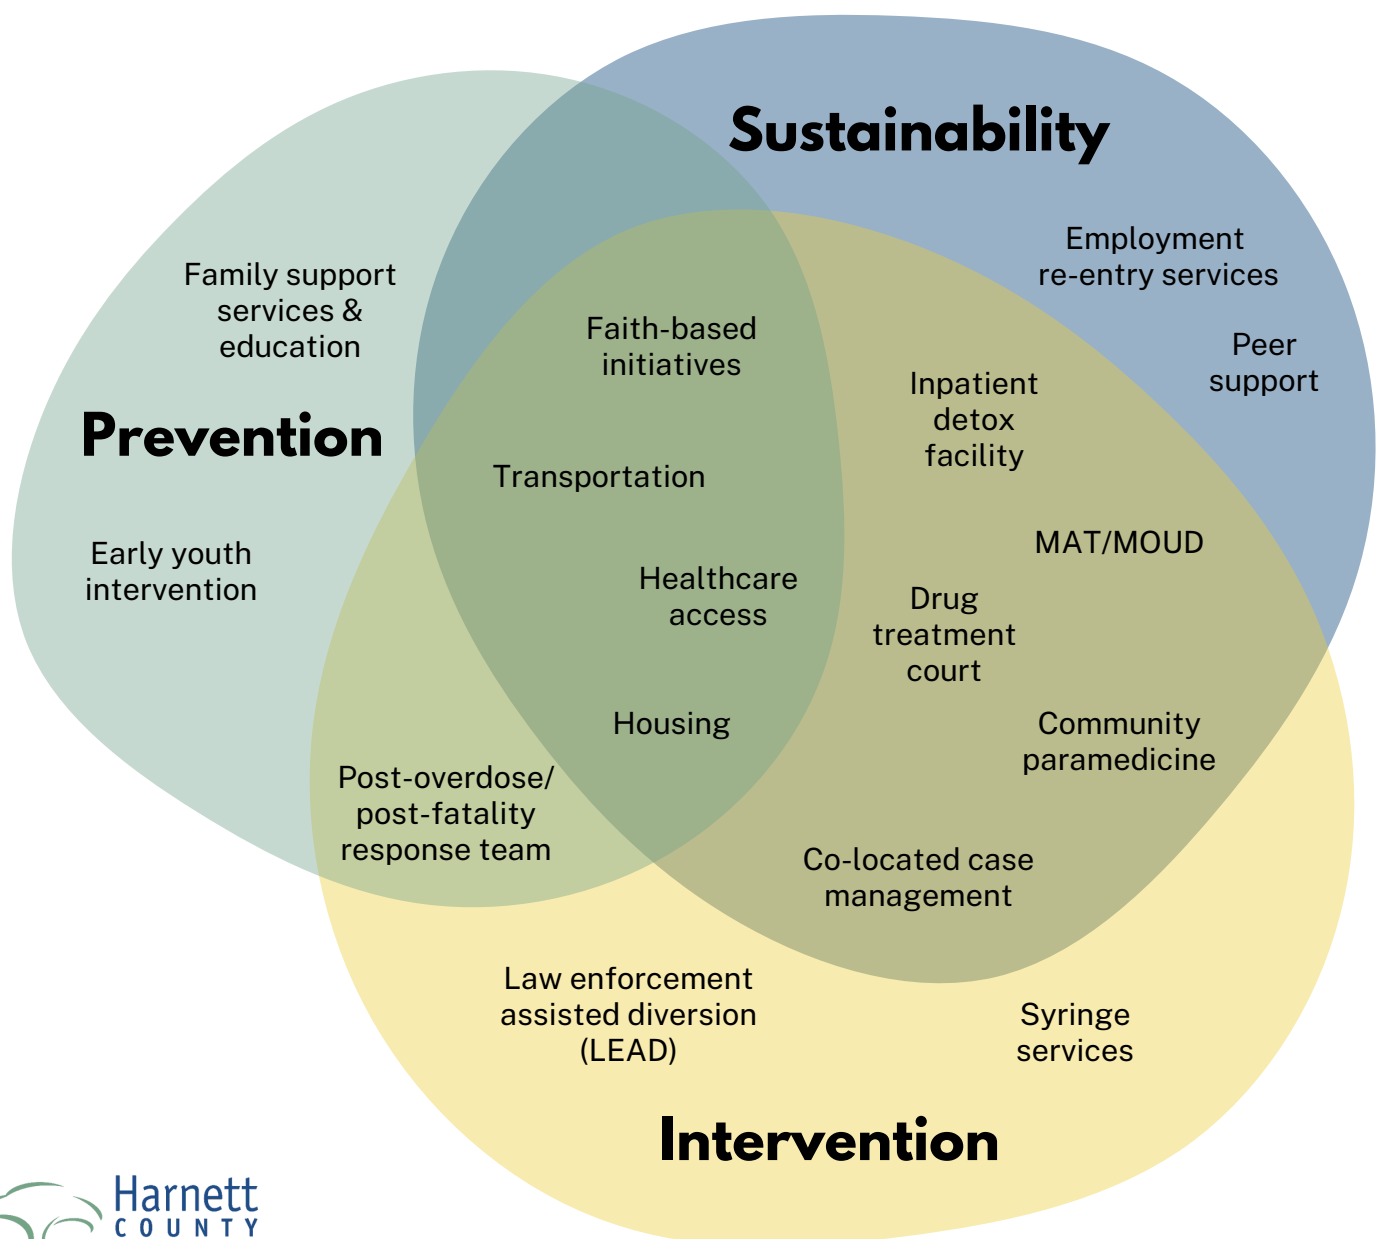 Sustainability
Employment
re-entry services
Peer
support
Family support
services &
education
Prevention
Early youth
intervention
Faith-based
initiatives
Transportation
Healthcare
access
Housing
Inpatient
detox
facility
MAT/MOUD
Drug
treatment
court
Community
paramedicine
Co-located case
management
Post-overdose/
post-fatality
response team
Law enforcement
assisted diversion
(LEAD)
Syringe
services
Intervention
Harnett
COUNTY